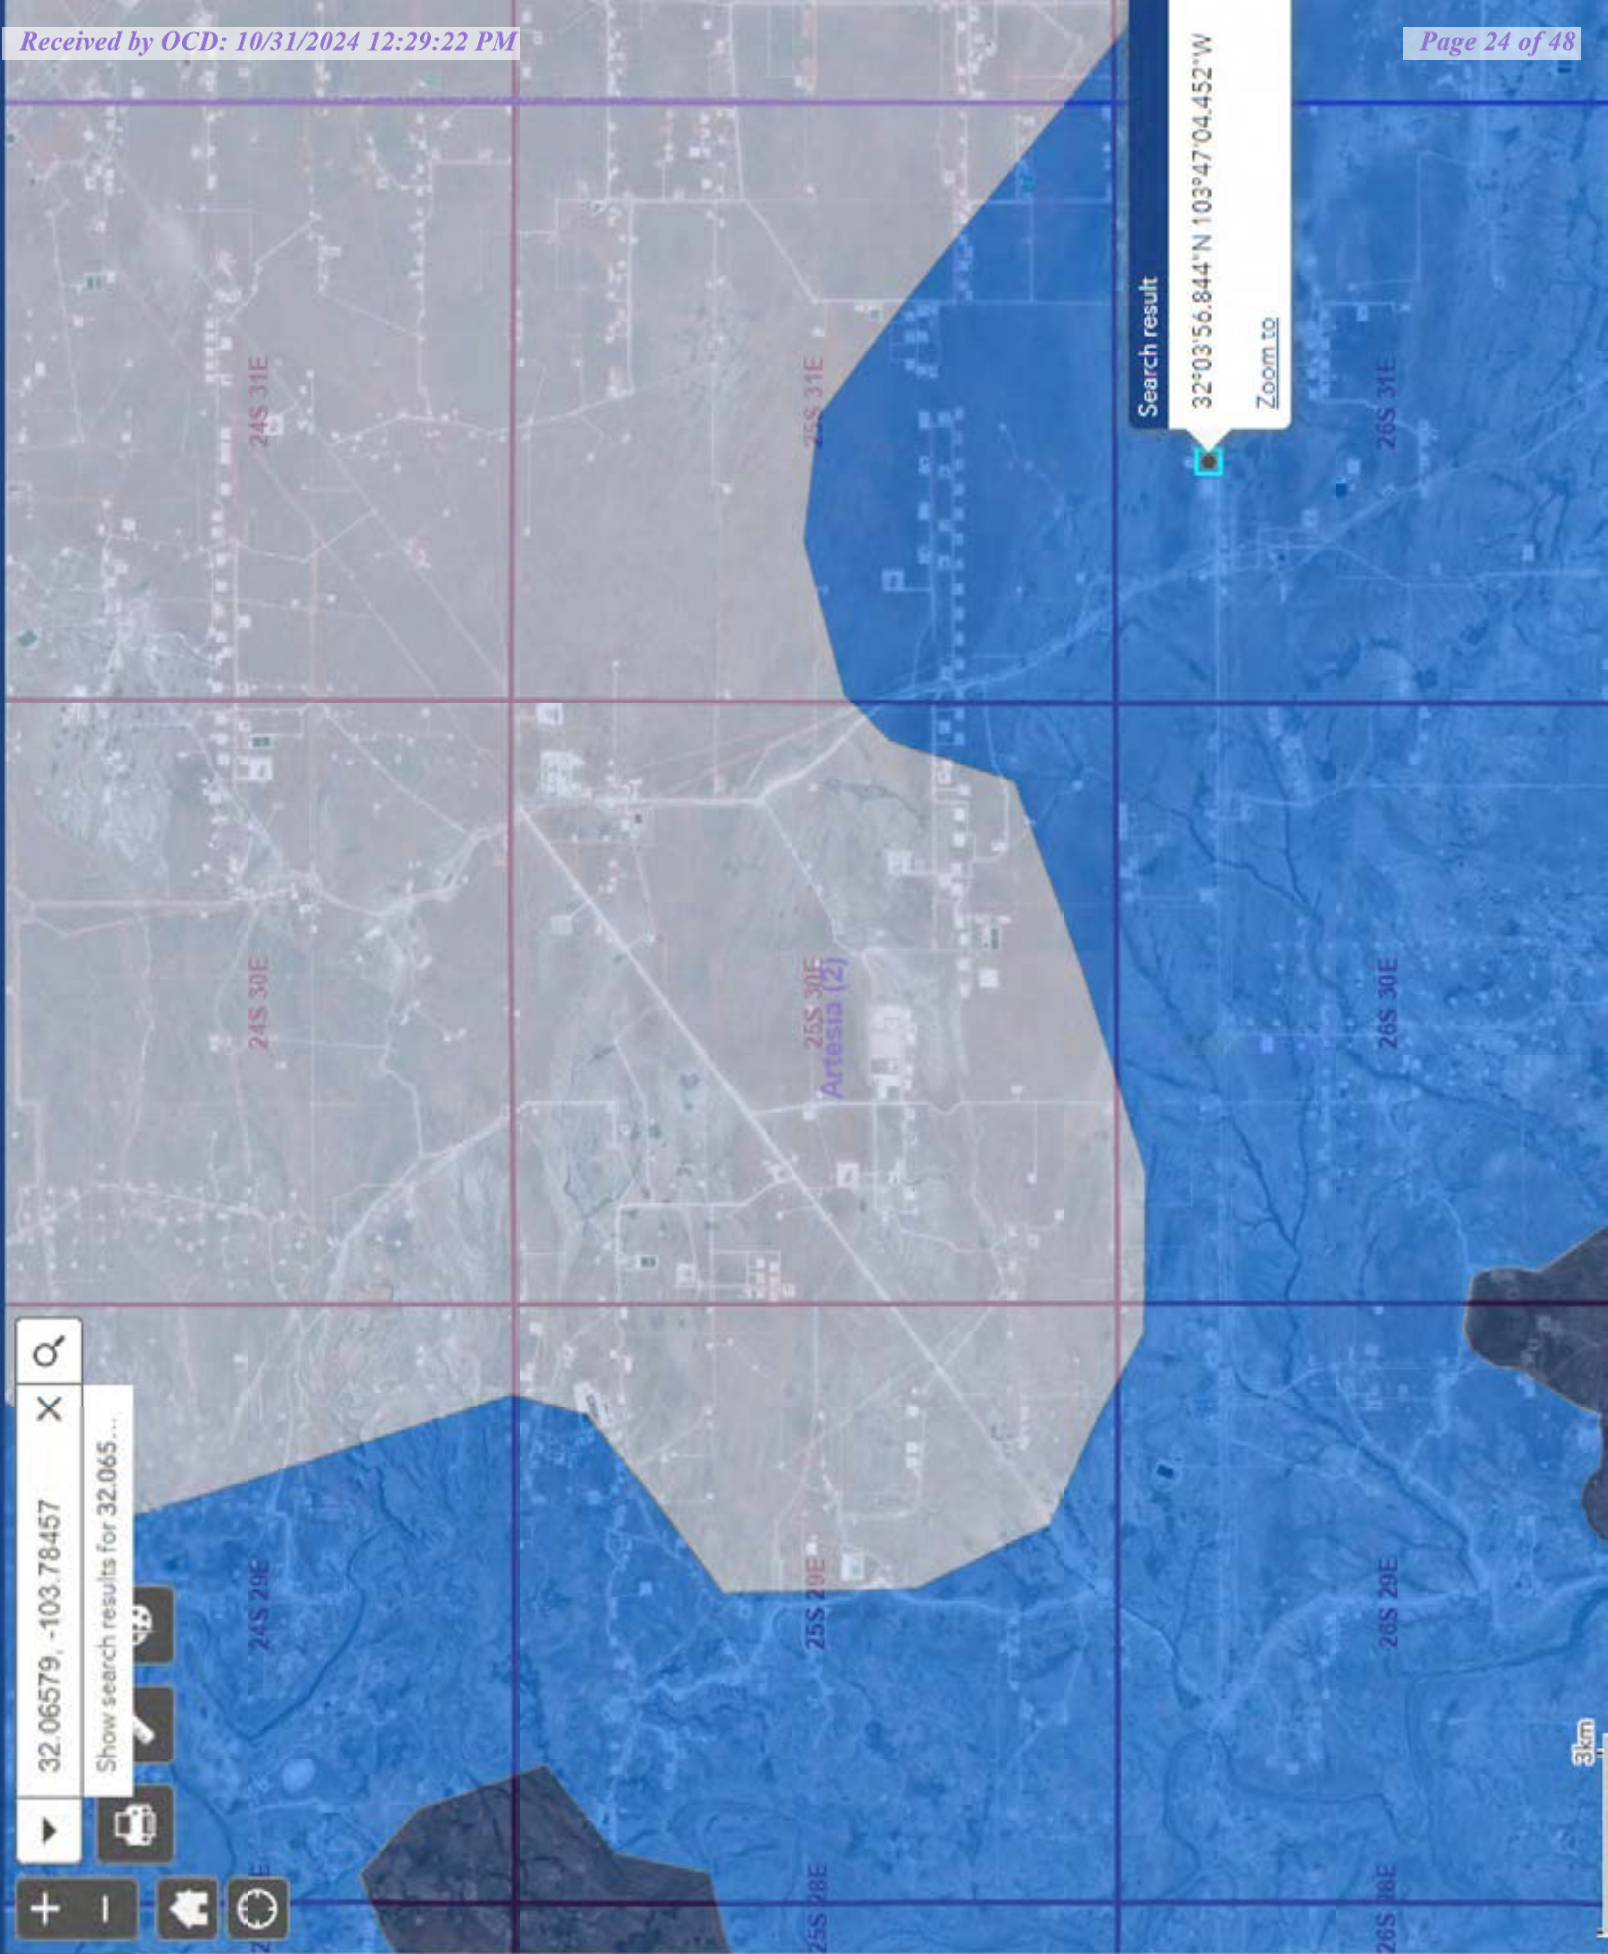 Received by OCD: 10/31/2024 12:29:22 PM
Page 24 of 48
32.06579, -103.78457
Show search results for 32.065...
24S 29E
24S 30E
24S 31E
25S 28E
25S 29E
25S 30E
Artesia (2)
25S 31E
Search result
32°03'56.844"N 103°47'04.452"W
Zoom to
26S 28E
26S 29E
26S 30E
26S 31E
3km